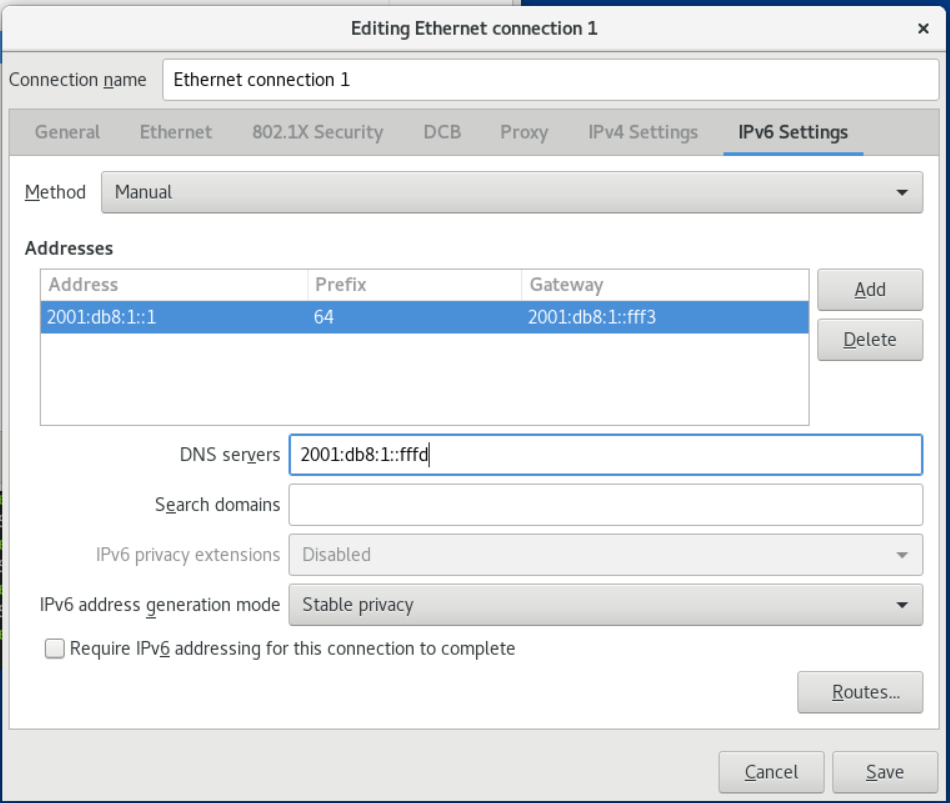 Editing Ethernet connection 1
Connection name Ethernet connection 1
General Ethernet 802.1X Security DCB Proxy IPv4 Settings IPv6 Settings
Method Manual
Addresses
Address Prefix Gateway
2001:db8:1::1 64 2001:db8:1::fff3
Add
Delete
DNS servers 2001:db8:1::fffd
Search domains
IPv6 privacy extensions Disabled
IPv6 address generation mode Stable privacy
Require IPv6 addressing for this connection to complete
Routes...
Cancel Save